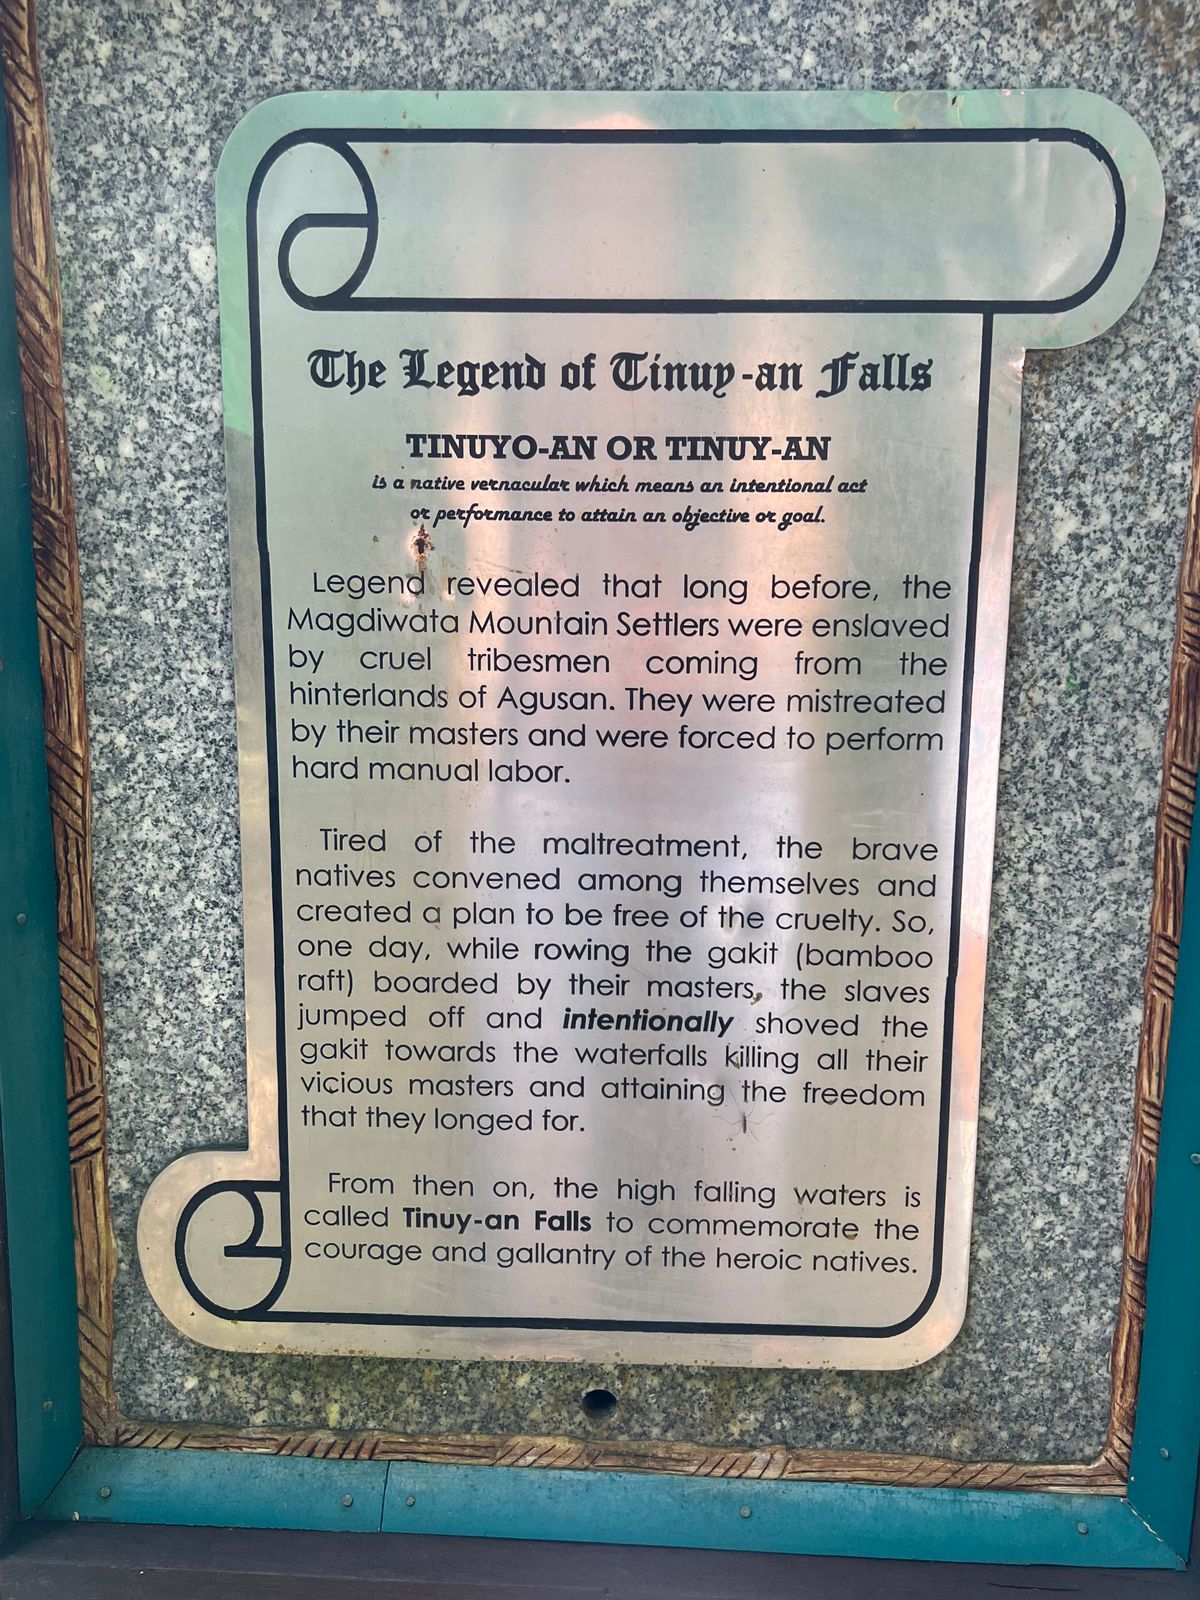 The Legend of Tinuy-an Falls
TINUYO-AN OR TINUY-AN
is a native vernacular which means an intentional act
or performance to attain an objective or goal.
Legend revealed that long before, the
Magdiwata Mountain Settlers were enslaved
by cruel tribesmen coming from the
hinterlands of Agusan. They were mistreated
by their masters and were forced to perform
hard manual labor.
Tired of the maltreatment, the brave
natives convened among themselves and
created a plan to be free of the cruelty. So,
one day, while rowing the gakit (bamboo
raft) boarded by their masters, the slaves
jumped off and intentionally shoved the
gakit towards the waterfalls killing all their
vicious masters and attaining the freedom
that they longed for.
From then on, the high falling waters is
called Tinuy-an Falls to commemorate the
courage and gallantry of the heroic natives.